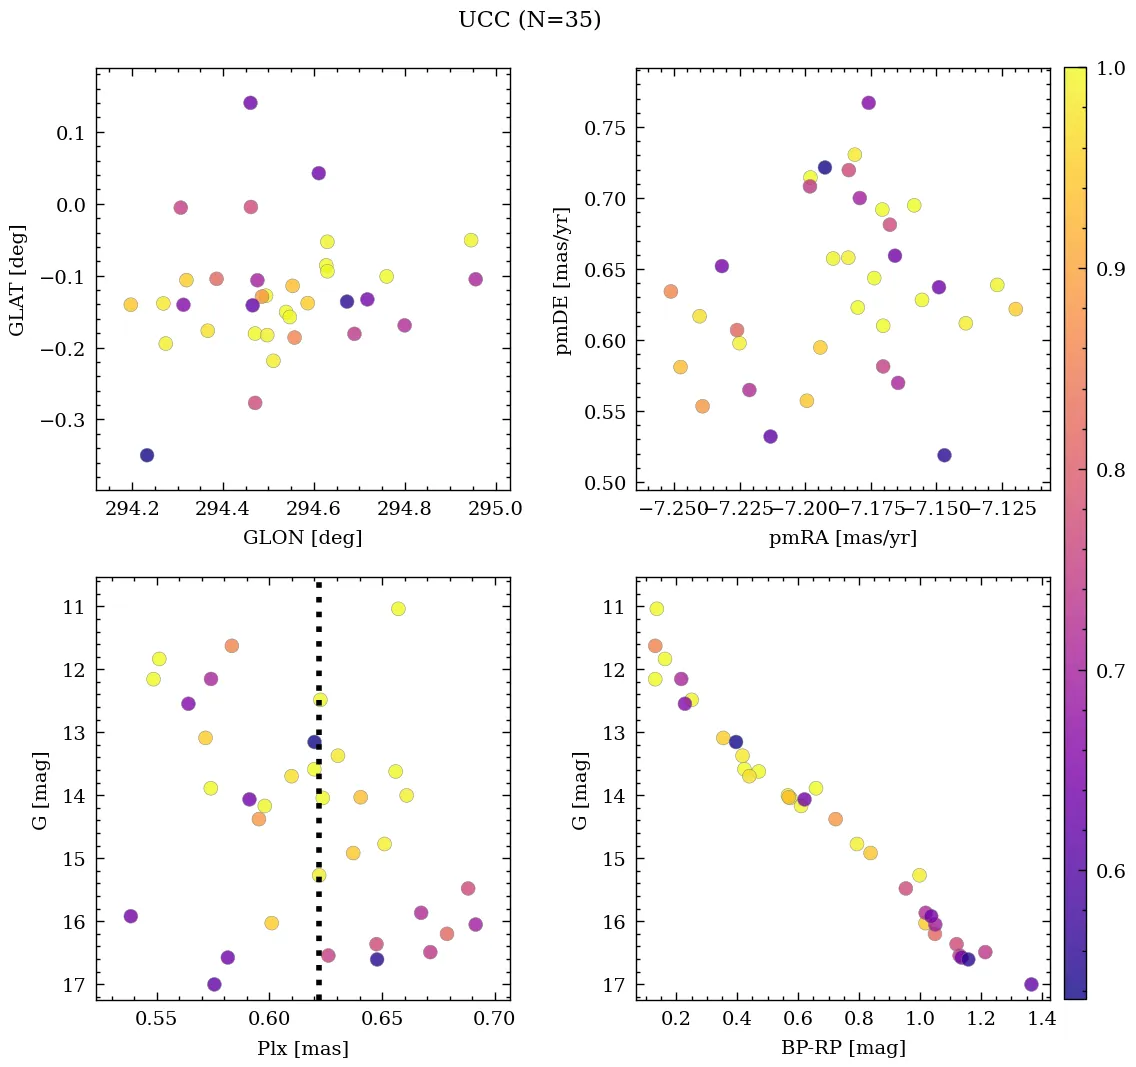 UCC (N=35)
0.1
0.0
−0.1
−0.2
−0.3
GLAT [deg]
294.2 294.4 294.6 294.8 295.0
GLON [deg]
0.75
0.70
0.65
0.60
0.55
0.50
pmDE [mas/yr]
−7.250 −7.225 −7.200 −7.175 −7.150 −7.125
pmRA [mas/yr]
11
12
13
14
15
16
17
G [mag]
0.55 0.60 0.65 0.70
Plx [mas]
11
12
13
14
15
16
17
G [mag]
0.2 0.4 0.6 0.8 1.0 1.2 1.4
BP-RP [mag]
1.0
0.9
0.8
0.7
0.6